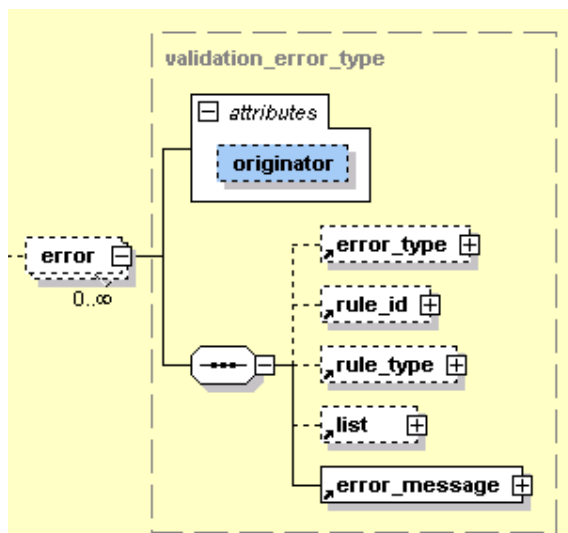 validation_error_type
attributes
originator
error
0..∞
error_type
rule_id
rule_type
list
error_message